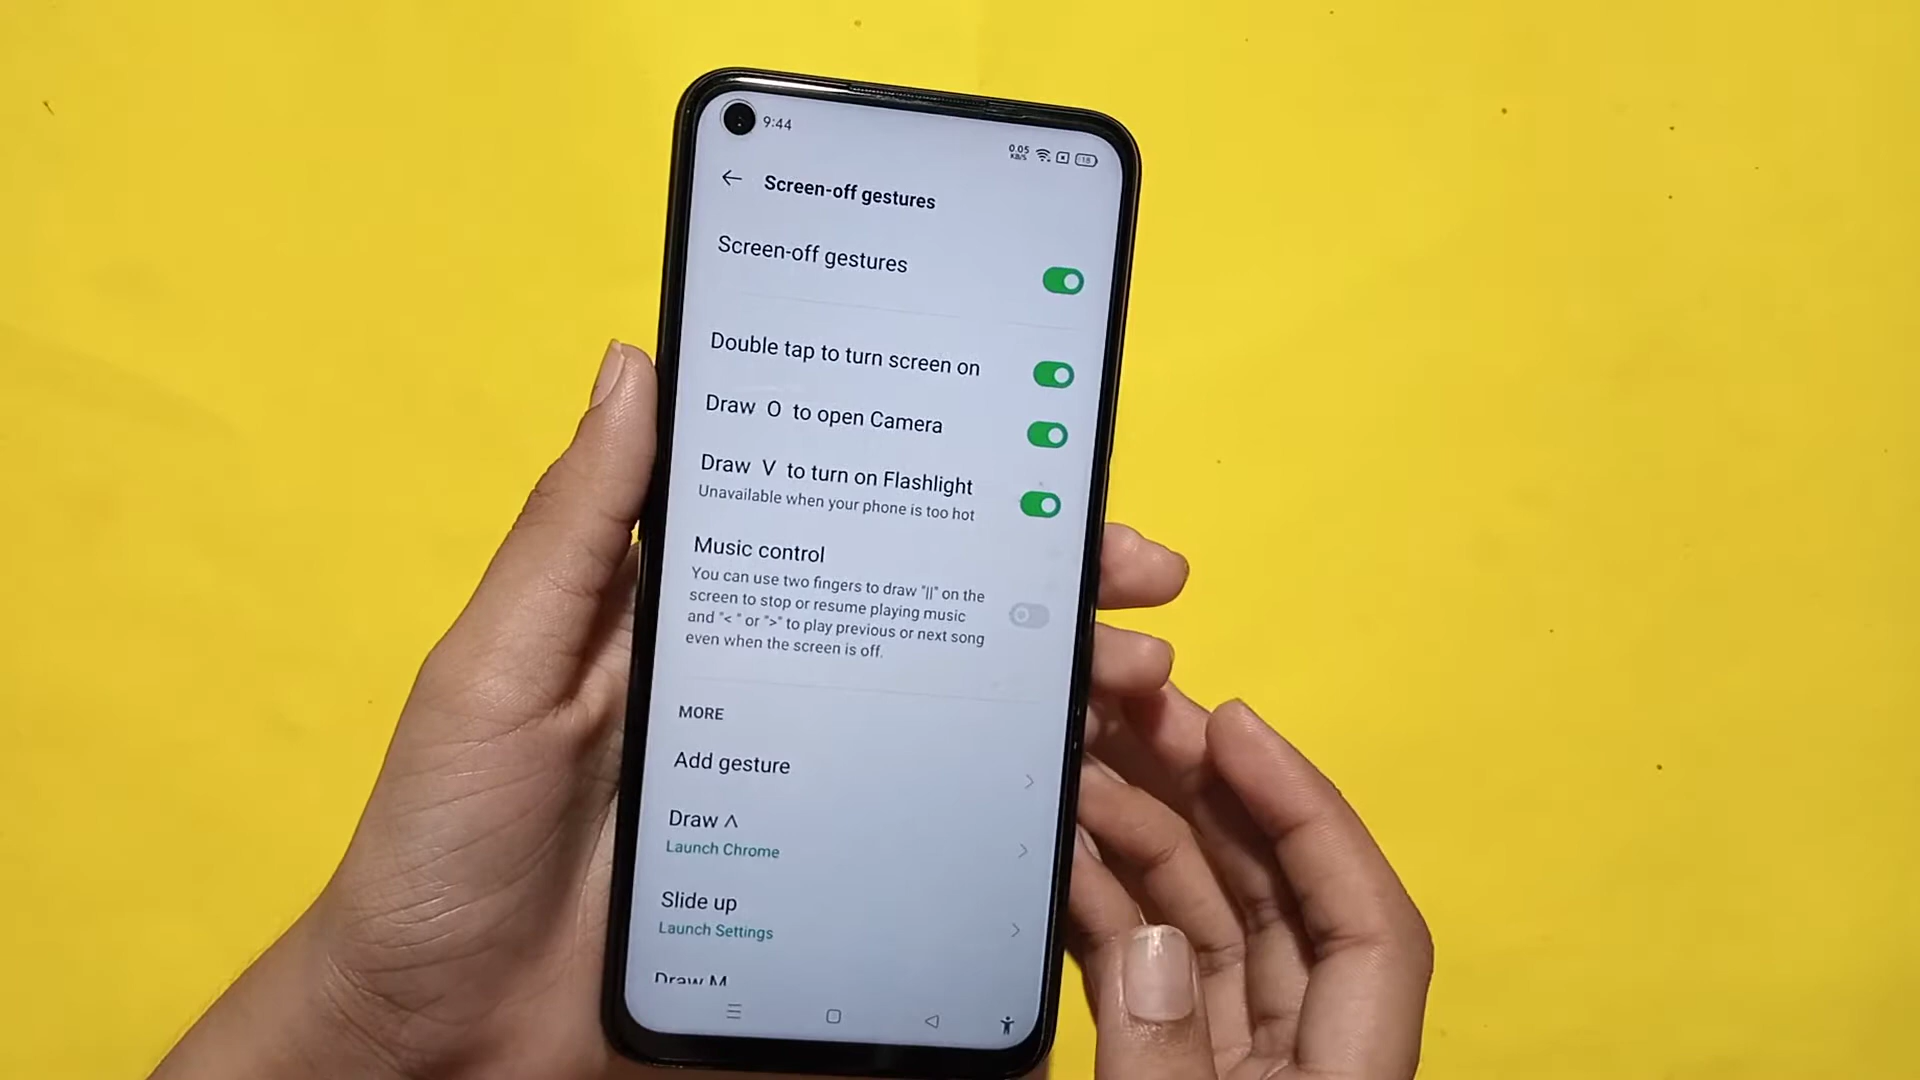 9:44
0.05
KB/S
18
Screen-off gestures
Screen-off gestures
Double tap to turn screen on
Draw O to open Camera
Draw V to turn on Flashlight
Unavailable when your phone is too hot
Music control
You can use two fingers to draw "||" on the
screen to stop or resume playing music
and "< " or ">" to play previous or next song
even when the screen is off.
MORE
Add gesture
Draw ˄
Launch Chrome
Slide up
Launch Settings
Draw M